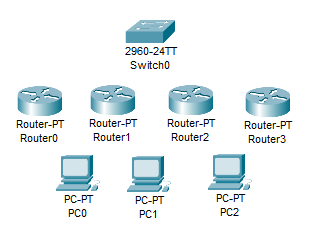 2960-24TT
Switch0
Router-PT
Router0
Router-PT
Router1
Router-PT
Router2
Router-PT
Router3
PC-PT
PC0
PC-PT
PC1
PC-PT
PC2